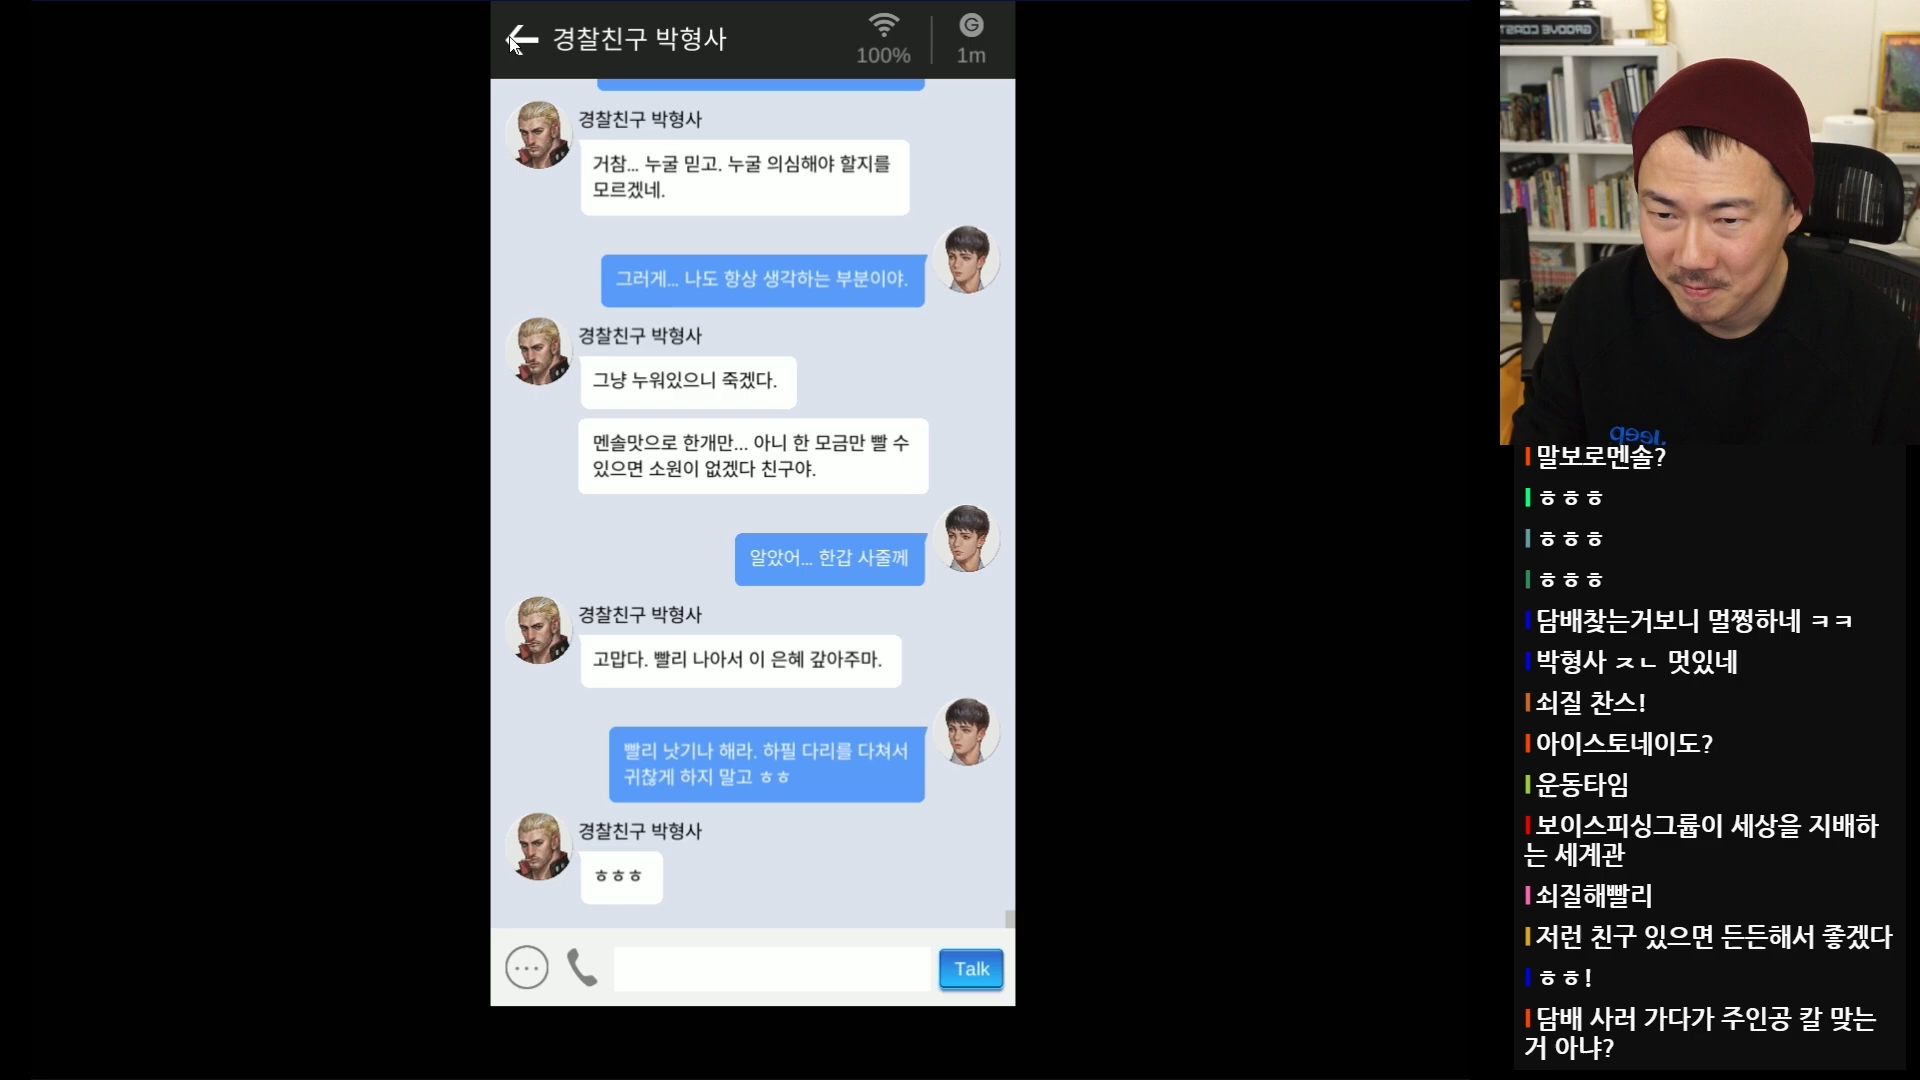 경찰친구 박형사
100%
G
1m
경찰친구 박형사
거참... 누굴 믿고. 누굴 의심해야 할지를
모르겠네.
그러게... 나도 항상 생각하는 부분이야.
경찰친구 박형사
그냥 누워있으니 죽겠다.
멘솔맛으로 한개만... 아니 한 모금만 빨 수
있으면 소원이 없겠다 친구야.
알았어... 한갑 사줄께
경찰친구 박형사
고맙다. 빨리 나아서 이 은혜 갚아주마.
빨리 낫기나 해라. 하필 다리를 다쳐서
귀찮게 하지 말고 ㅎㅎ
경찰친구 박형사
ㅎㅎㅎ
Talk
GROOVE COAST
Jeep.
말보로멘솔?
ㅎㅎㅎ
ㅎㅎㅎ
ㅎㅎㅎ
담배찾는거보니 멀쩡하네 ㅋㅋ
박형사 ㅈㄴ 멋있네
쇠질 찬스!
아이스토네이도?
운동타임
보이스피싱그룹이 세상을 지배하
는 세계관
쇠질해빨리
저런 친구 있으면 든든해서 좋겠다
ㅎㅎ!
담배 사러 가다가 주인공 칼 맞는
거 아냐?